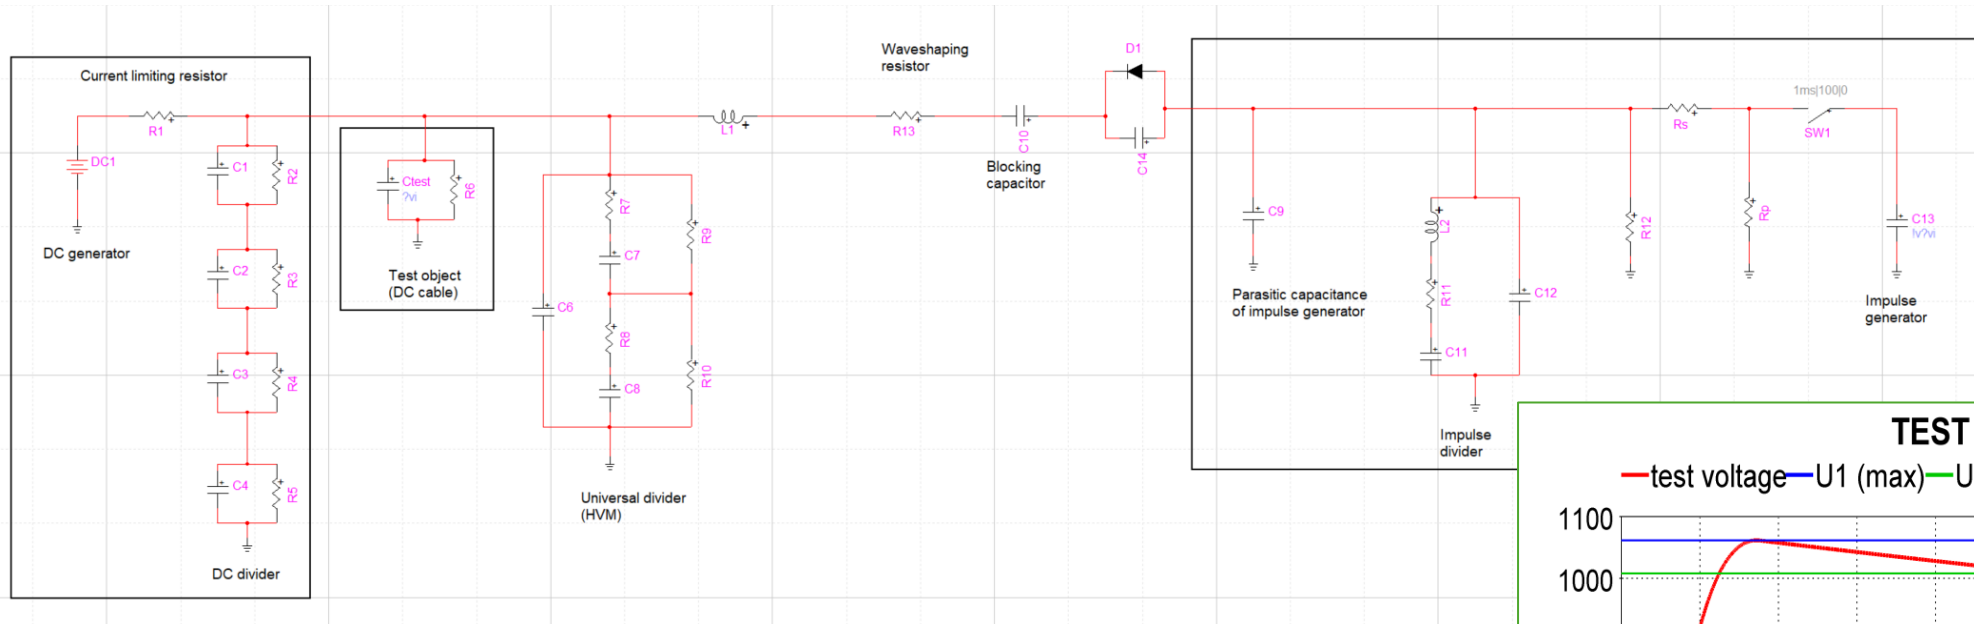 Current limiting resistor
R1
DC1
DC generator
C1
R2
C2
R3
C3
R4
C4
R5
DC divider
Ctest
?vi
R6
Test object
(DC cable)
R7
C7
R9
C6
R8
C8
R10
Universal divider
(HVM)
L1
Waveshaping
resistor
R13
C10
Blocking
capacitor
D1
C14
C9
Parasitic capacitance
of impulse generator
L2
R11
C11
C12
Impulse
divider
R12
Rs
Rp
1ms|100|0
SW1
C13
!v?vi
Impulse
generator
TEST
test voltage U1 (max) U
1100
1000